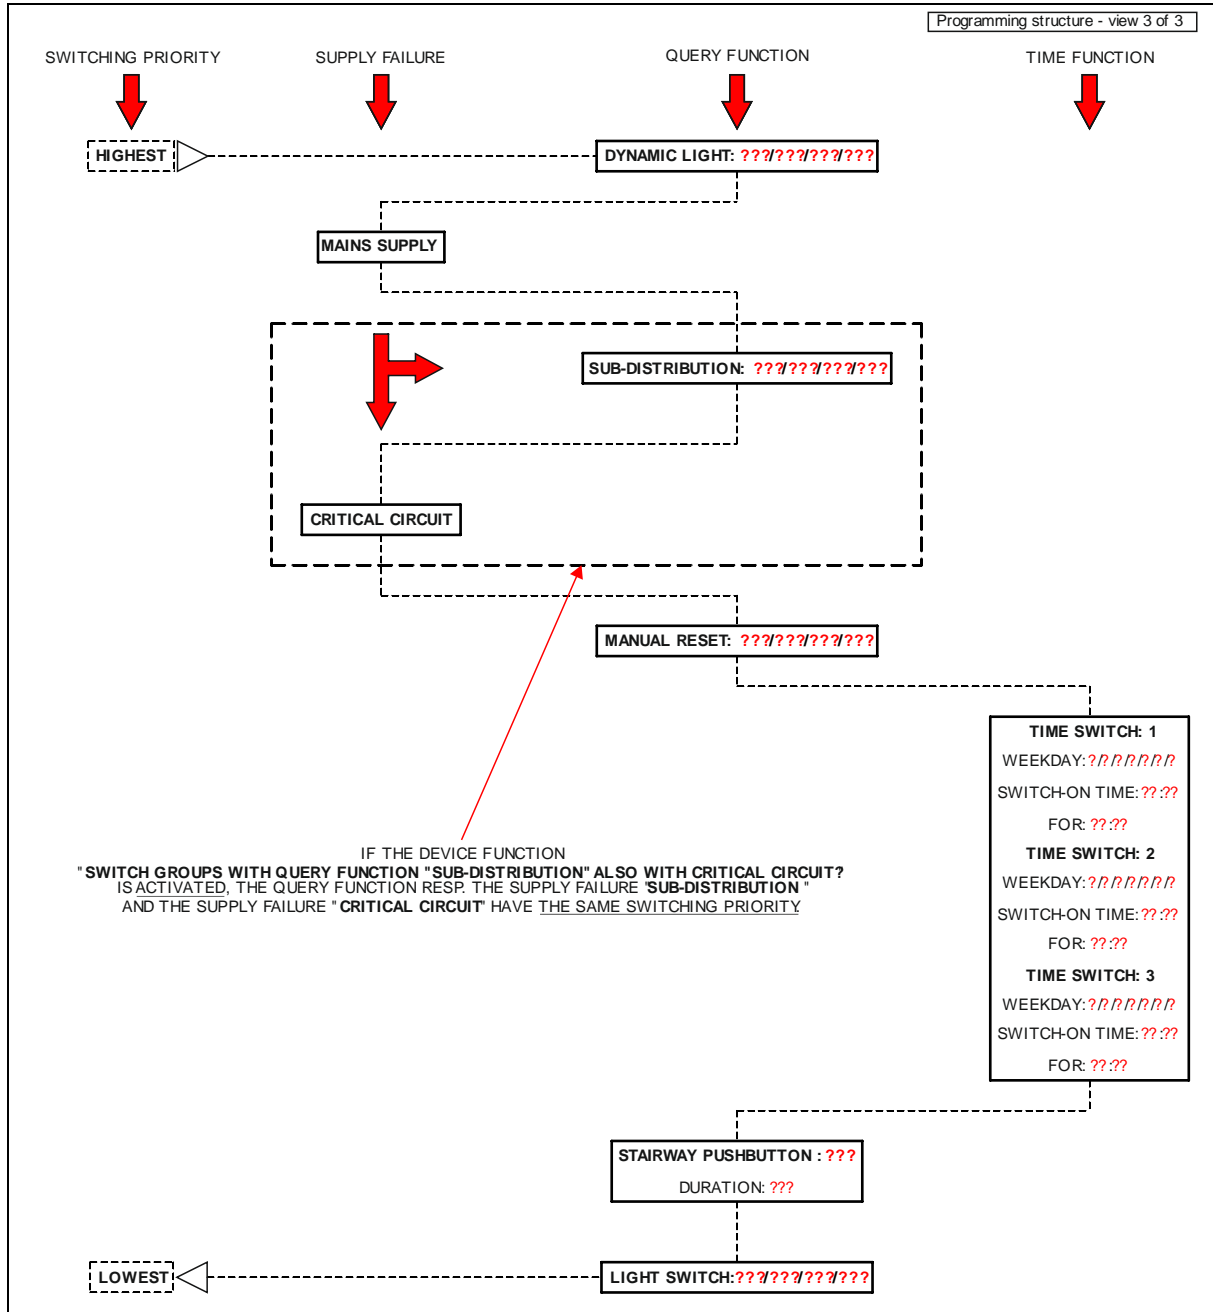 Programming structure - view 3 of 3
SWITCHING PRIORITY
SUPPLY FAILURE
QUERY FUNCTION
TIME FUNCTION
HIGHEST
DYNAMIC LIGHT: ???/???/???/???
MAINS SUPPLY
SUB-DISTRIBUTION: ???/???/???/???
CRITICAL CIRCUIT
MANUAL RESET: ???/???/???/???
TIME SWITCH: 1
WEEKDAY: ?/?/?/?/?/?/?
SWITCH-ON TIME: ??:??
FOR: ??:??
TIME SWITCH: 2
WEEKDAY: ?/?/?/?/?/?/?
SWITCH-ON TIME: ??:??
FOR: ??:??
TIME SWITCH: 3
WEEKDAY: ?/?/?/?/?/?/?
SWITCH-ON TIME: ??:??
FOR: ??:??
IF THE DEVICE FUNCTION
"SWITCH GROUPS WITH QUERY FUNCTION "SUB-DISTRIBUTION" ALSO WITH CRITICAL CIRCUIT?
IS ACTIVATED, THE QUERY FUNCTION RESP. THE SUPPLY FAILURE "SUB-DISTRIBUTION "
AND THE SUPPLY FAILURE "CRITICAL CIRCUIT" HAVE THE SAME SWITCHING PRIORITY
STAIRWAY PUSHBUTTON : ???
DURATION: ???
LOWEST
LIGHT SWITCH:???/???/???/???